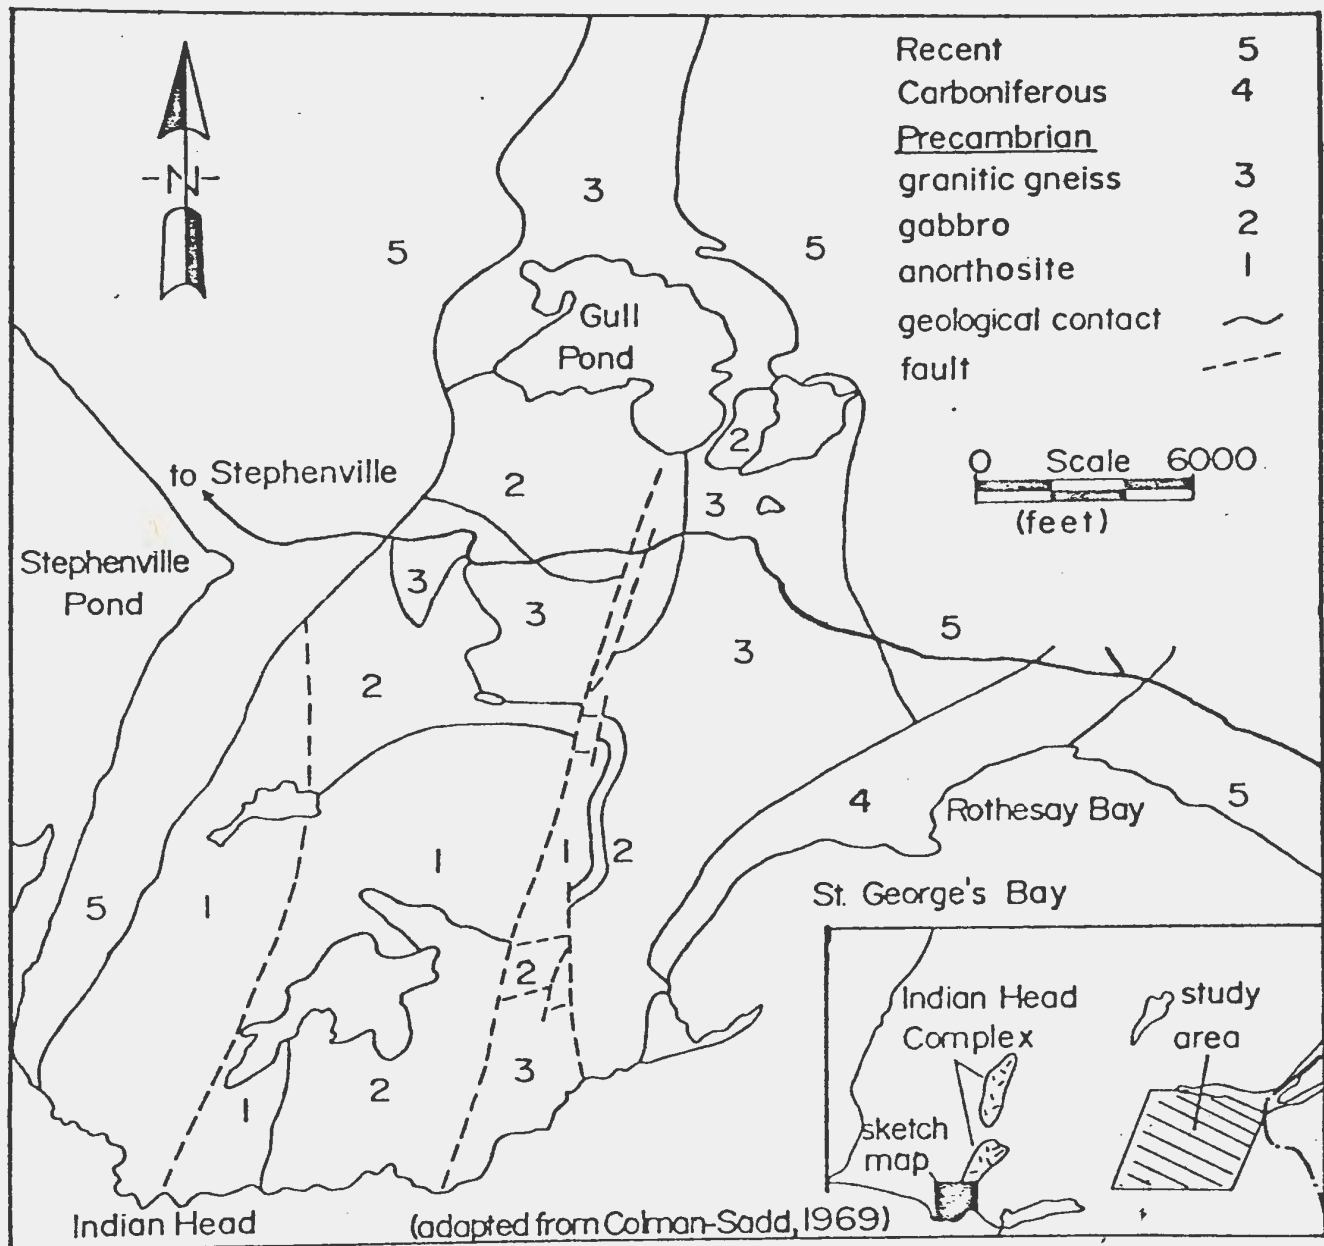 Recent 5
Carboniferous 4
Precambrian
granitic gneiss 3
gabbro 2
anorthosite 1
geological contact
fault
0 Scale 6000
(feet)
N
3
5
5
Gull
Pond
2
to Stephenville
2
3
Stephenville
Pond
3
3
5
3
2
4
Rothesay Bay
5
1
1
2
5
1
St. George's Bay
2
3
2
1
Indian Head
Complex
study
area
sketch
map
Indian Head
(adapted from Colman-Sadd, 1969)